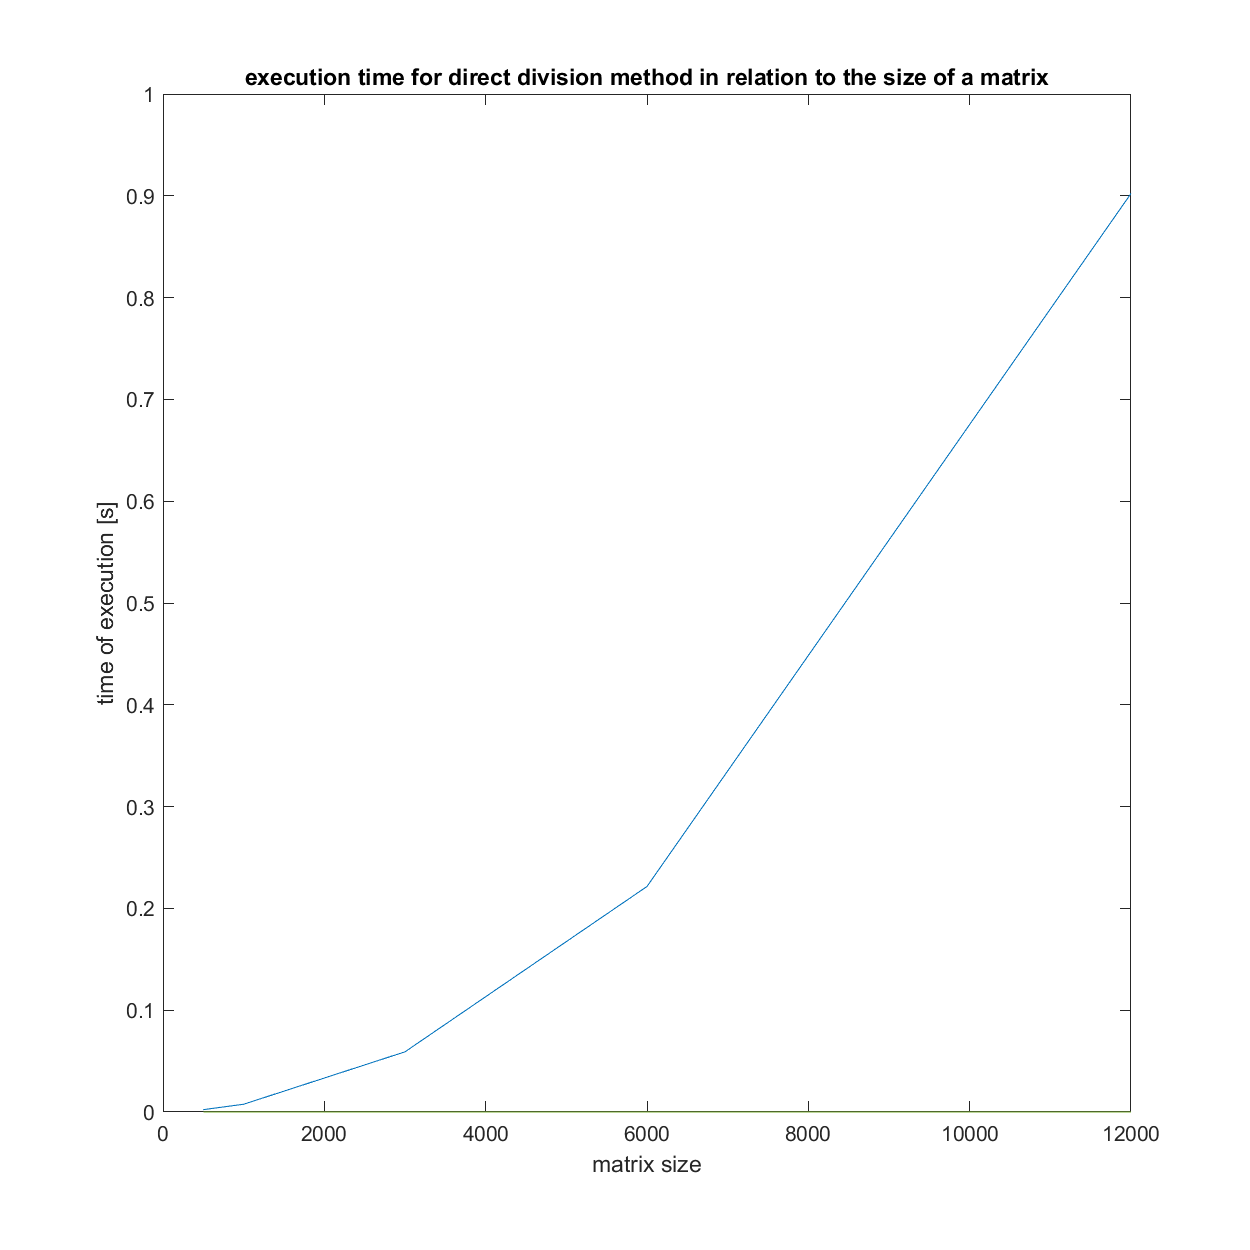 execution time for direct division method in relation to the size of a matrix
1
0.9
0.8
0.7
0.6
0.5
0.4
0.3
0.2
0.1
0
time of execution [s]
0 2000 4000 6000 8000 10000 12000
matrix size